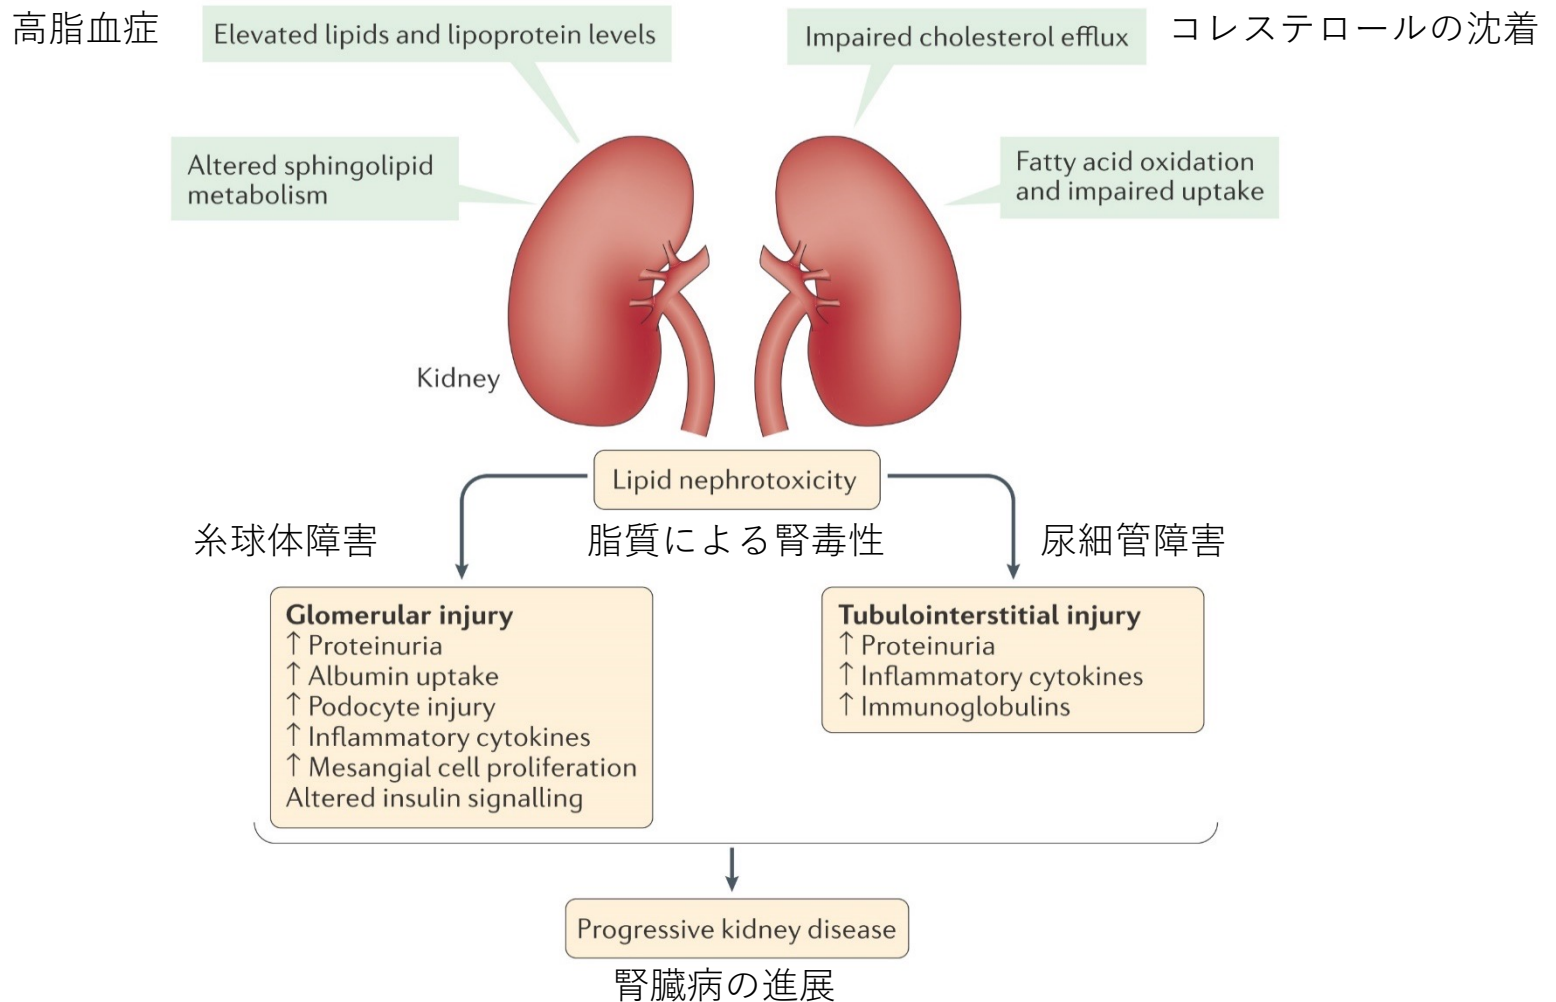 高脂血症
Elevated lipids and lipoprotein levels
Impaired cholesterol efflux
コレステロールの沈着
Altered sphingolipid
metabolism
Fatty acid oxidation
and impaired uptake
Kidney
Lipid nephrotoxicity
糸球体障害
脂質による腎毒性
尿細管障害
Glomerular injury
↑ Proteinuria
↑ Albumin uptake
↑ Podocyte injury
↑ Inflammatory cytokines
↑ Mesangial cell proliferation
Altered insulin signalling
Tubulointerstitial injury
↑ Proteinuria
↑ Inflammatory cytokines
↑ Immunoglobulins
Progressive kidney disease
腎臓病の進展